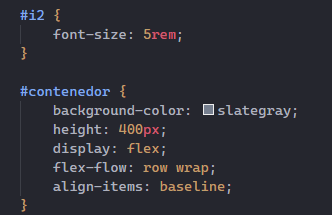 #i2 {
font-size: 5rem;
}
#contenedor {
background-color: slategray;
height: 400px;
display: flex;
flex-flow: row wrap;
align-items: baseline;
}